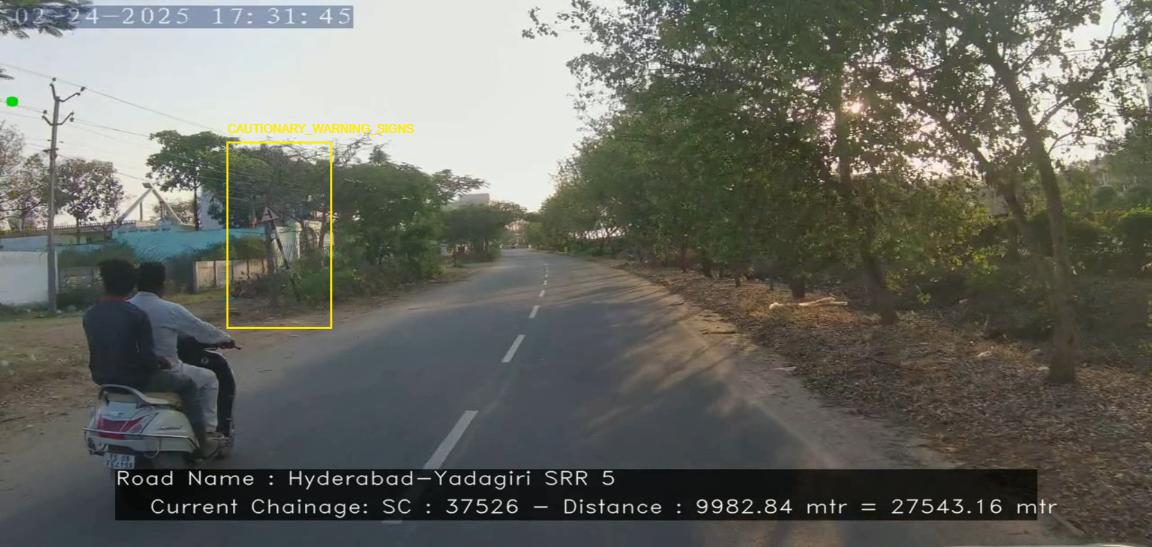 02-24-2025 17:31:45
CAUTIONARY_WARNING_SIGNS
Road Name : Hyderabad-Yadagiri SRR 5
Current Chainage: SC : 37526 - Distance : 9982.84 mtr = 27543.16 mtr